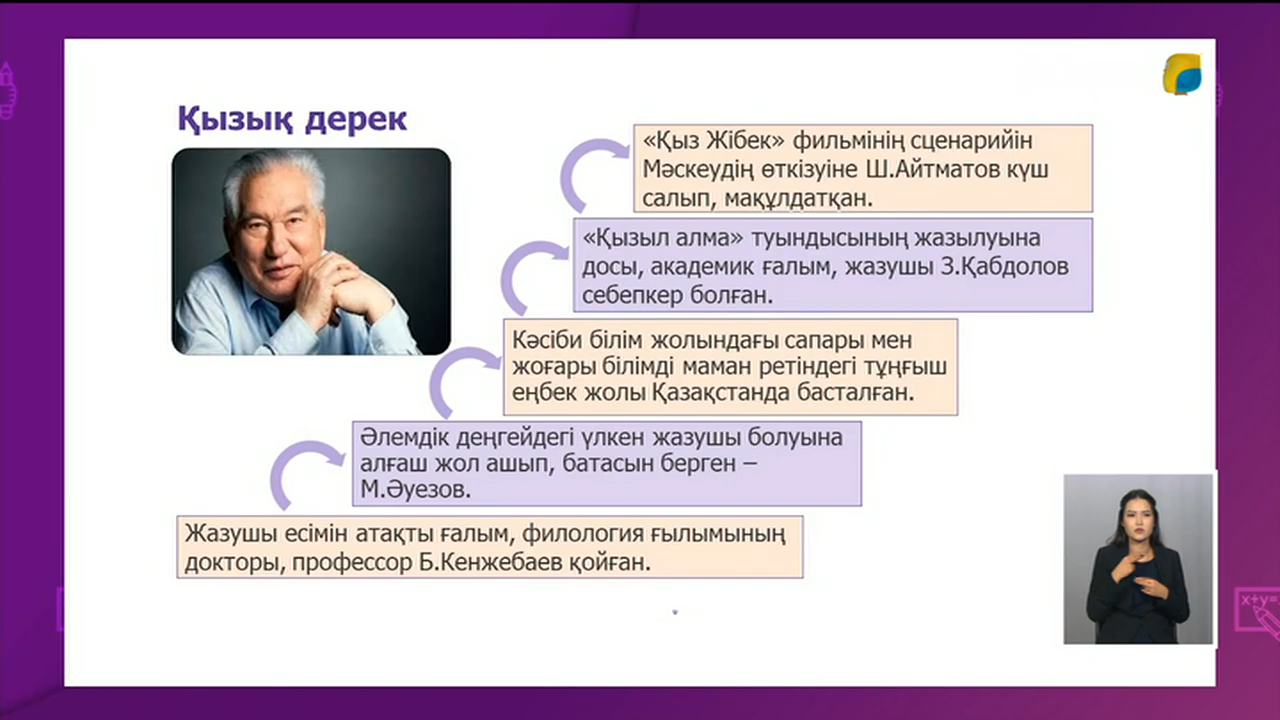 Қызық дерек
«Қыз Жібек» фильмінің сценарийін
Мәскеудің өткізуіне Ш.Айтматов күш
салып, мақұлдатқан.
«Қызыл алма» туындысының жазылуына
досы, академик ғалым, жазушы З.Қабдолов
себепкер болған.
Кәсіби білім жолындағы сапары мен
жоғары білімді маман ретіндегі тұңғыш
еңбек жолы Қазақстанда басталған.
Әлемдік деңгейдегі үлкен жазушы болуына
алғаш жол ашып, батасын берген –
М.Әуезов.
Жазушы есімін атақты ғалым, филология ғылымының
докторы, профессор Б.Кенжебаев қойған.
x+y=